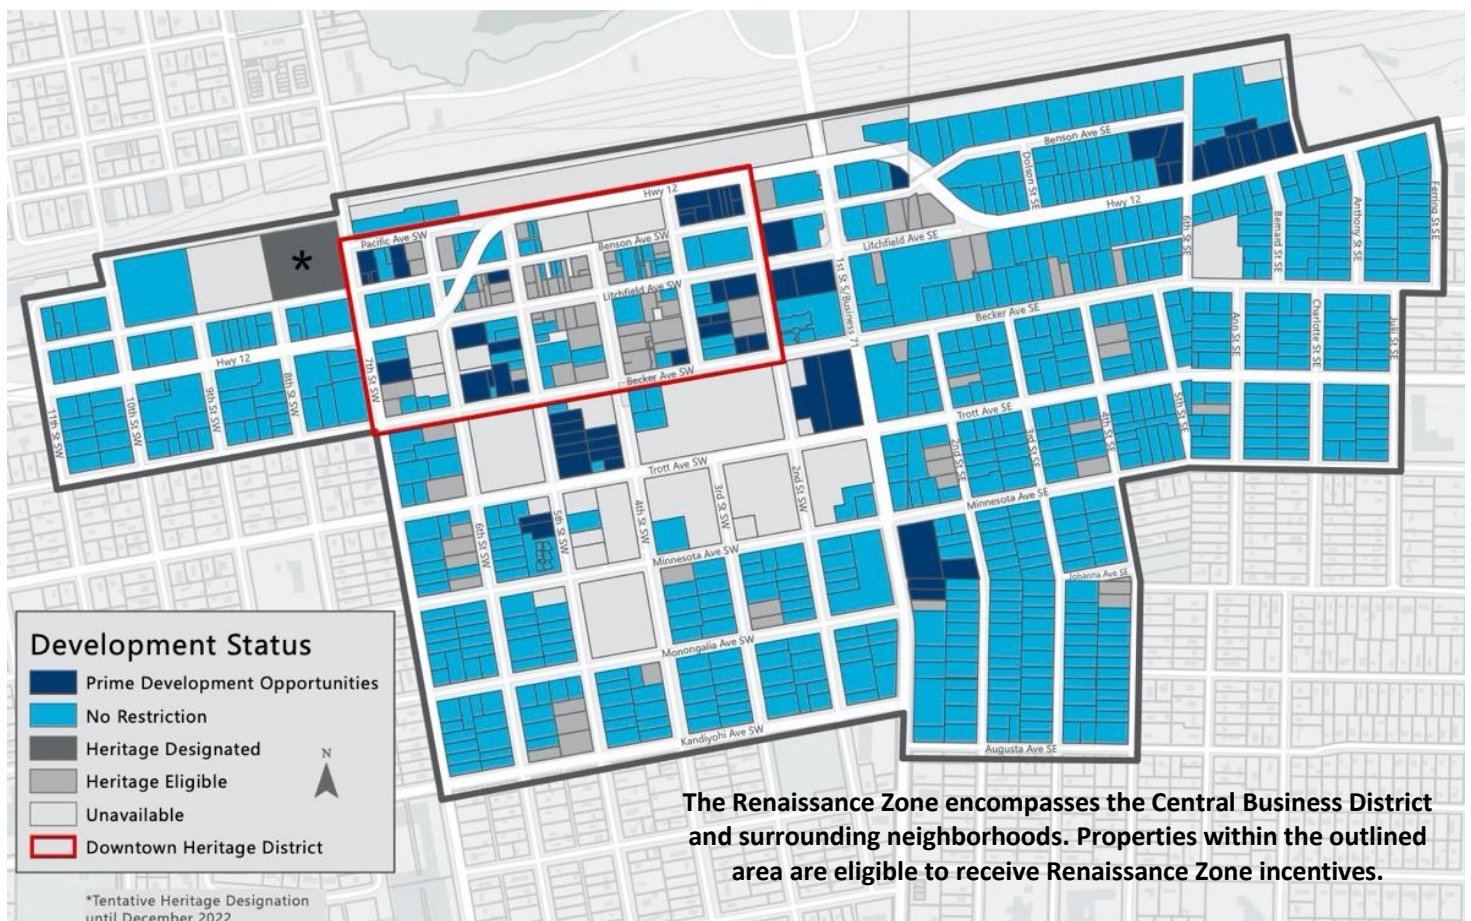 Hwy 12
Benson Ave SE
Dolson St SE
Hwy 12
Pacific Ave SW
Benson Ave SW
Litchfield Ave SE
6th St SE
Bernard St SE
Anthony St SE
Ferring St SE
*
Litchfield Ave SW
1st St S/Business 71
Becker Ave SE
Ann St SE
Charlotte St SE
Juli St SE
Hwy 12
7th St SW
Becker Ave SW
11th St SW
10th St SW
9th St SW
8th St SW
Trott Ave SE
2nd St SE
3rd St SE
4th St SE
5th St SE
Trott Ave SW
6th St SW
5th St SW
4th St SW
3rd St SW
2nd St SW
Minnesota Ave SE
Minnesota Ave SW
Johanna Ave SE
Monongalia Ave SW
Kandiyohi Ave SW
Augusta Ave SE
Development Status
Prime Development Opportunities
No Restriction
Heritage Designated
Heritage Eligible
Unavailable
Downtown Heritage District
N
*Tentative Heritage Designation
until December 2022
The Renaissance Zone encompasses the Central Business District
and surrounding neighborhoods. Properties within the outlined
area are eligible to receive Renaissance Zone incentives.